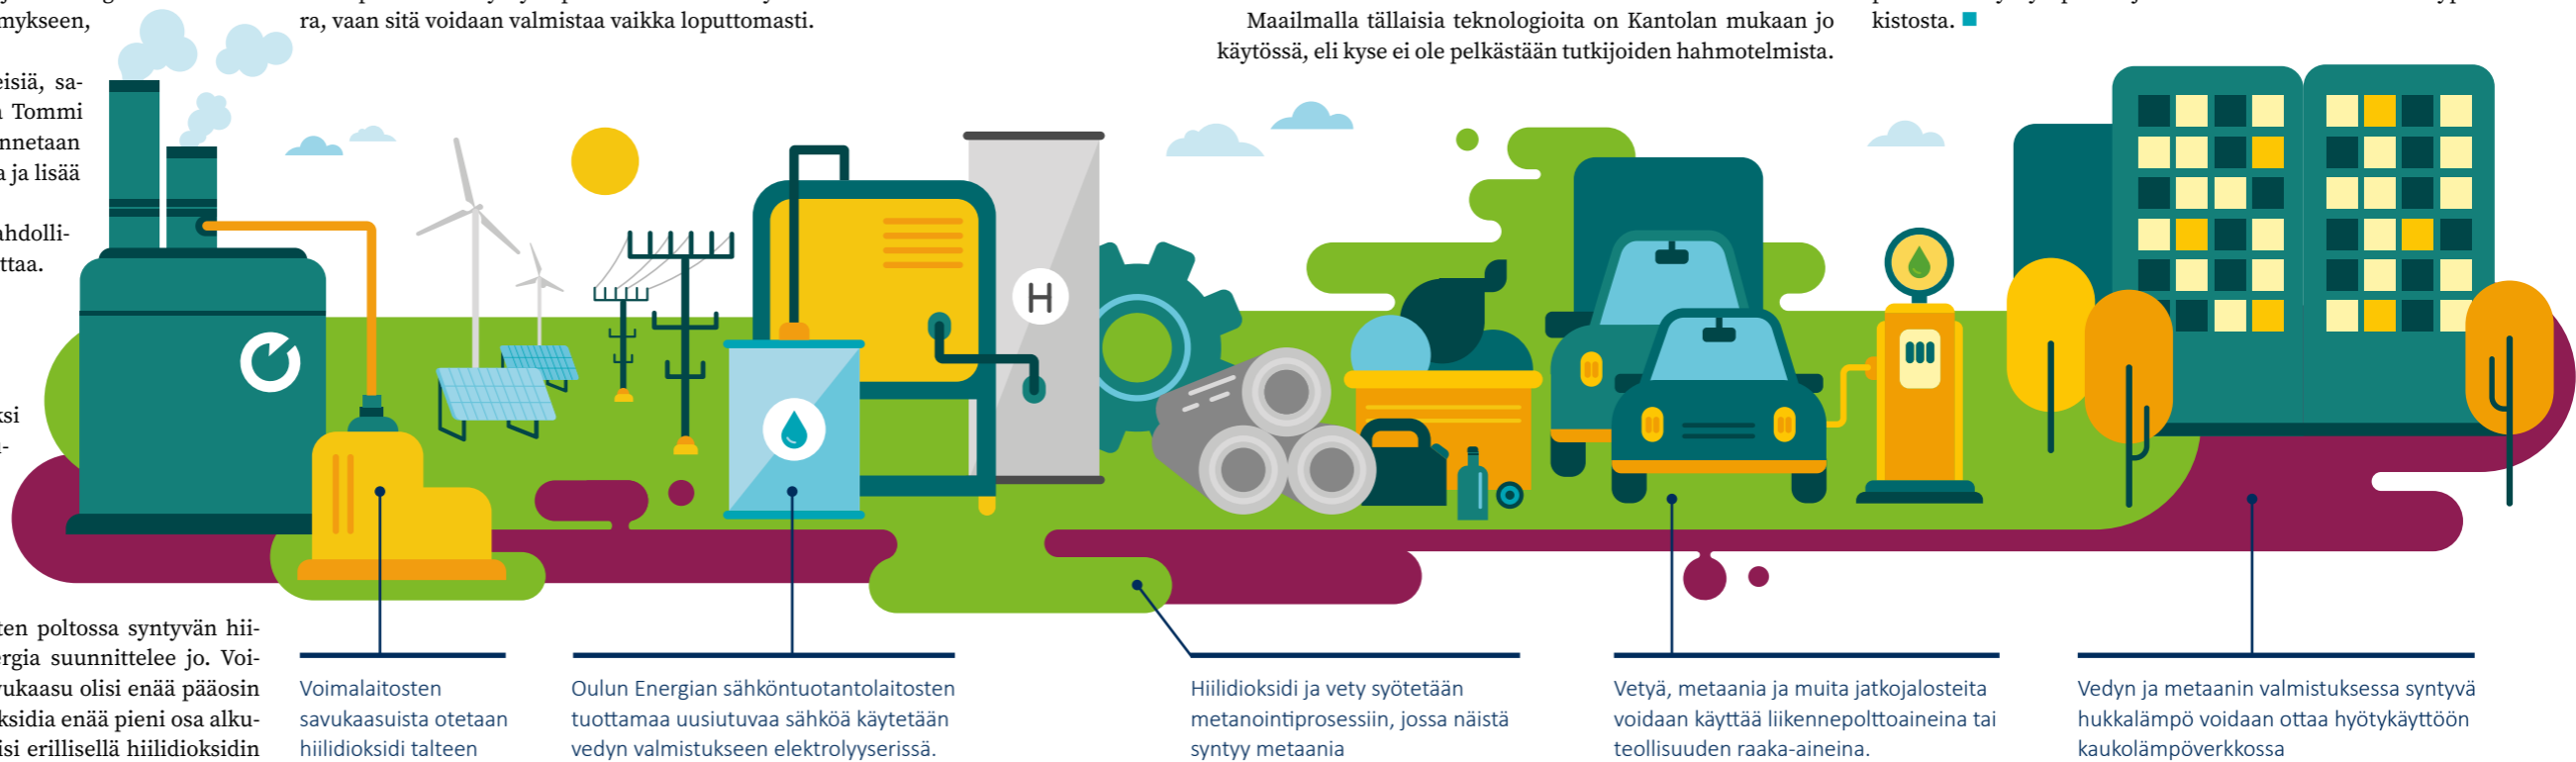 mykseen,
eisiä, sa-
Tommi
nnetaan
a ja lisää
ahdolli-
ttaa.
ksi
ten poltossa syntyvän hii-
ergia suunnittelee jo. Voi-
vukaasu olisi enää pääosin
ksidia enää pieni osa alku-
isi erillisellä hiilidioksidin
ra, vaan sitä voidaan valmistaa vaikka loputtomasti.
Maailmalla tällaisia teknologioita on Kantolan mukaan jo
käytössä, eli kyse ei ole pelkästään tutkijoiden hahmotelmista.
kistosta.
H
Voimalaitosten
savukaasuista otetaan
hiilidioksidi talteen
Oulun Energian sähköntuotantolaitosten
tuottamaa uusiutuvaa sähköä käytetään
vedyn valmistukseen elektrolyyserissä.
Hiilidioksidi ja vety syötetään
metanointiprosessiin, jossa näistä
syntyy metaania
Vetyä, metaania ja muita jatkojalosteita
voidaan käyttää liikennepolttoaineina tai
teollisuuden raaka-aineina.
Vedyn ja metaanin valmistuksessa syntyvä
hukkalämpö voidaan ottaa hyötykäyttöön
kaukolämpöverkkossa